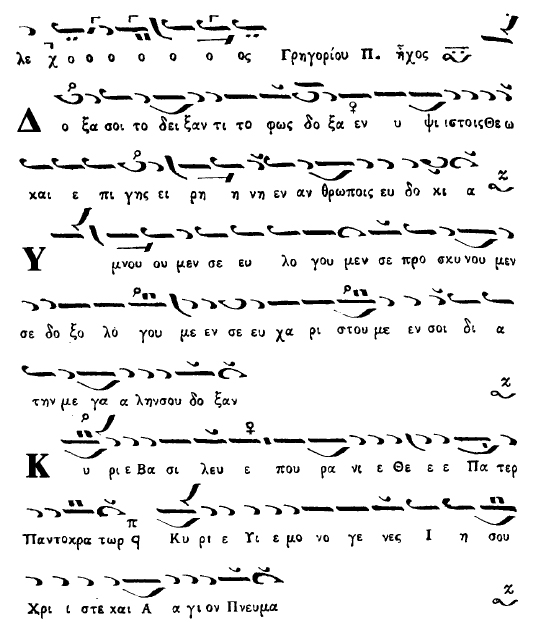 λε χ ο ο ο ο ο ο ος Γρηγορίου Π. ἦχος
Δ ο ξα σοι το δει ξαν τι το φως δο ξα εν υ ψι ιστοις Θε ω
και ε πι γης ει ρη η νη εν αν θρωποις ευ δο κι α
Υ μνου ου μεν σε ευ λο γου μεν σε προ σκυνου μεν
σε δο ξο λο γου με εν σε ευ χα ρι στου με εν σοι δι α
την με γα α λην σου δο ξαν
Κ υ ρι ε Βα σι λευ ε που ρα νι ε Θε ε ε Πα τερ
Παντοκρα τωρ Κυ ρι ε Υι ε μο νο γε νες Ι η σου
Χρι ι στε και Α α γι ον Πνευμα